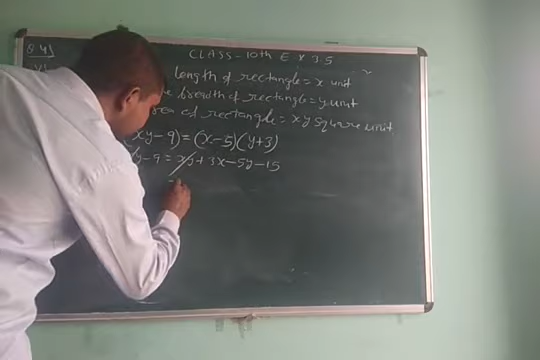 Q 4)
CLASS - 10th E X 3.5
length of rectangle = x unit
breadth of rectangle = y unit
of rectangle = xy square unit
xy - 9) = (x - 5)(y + 3)
y - 9 = xy + 3x - 5y - 15